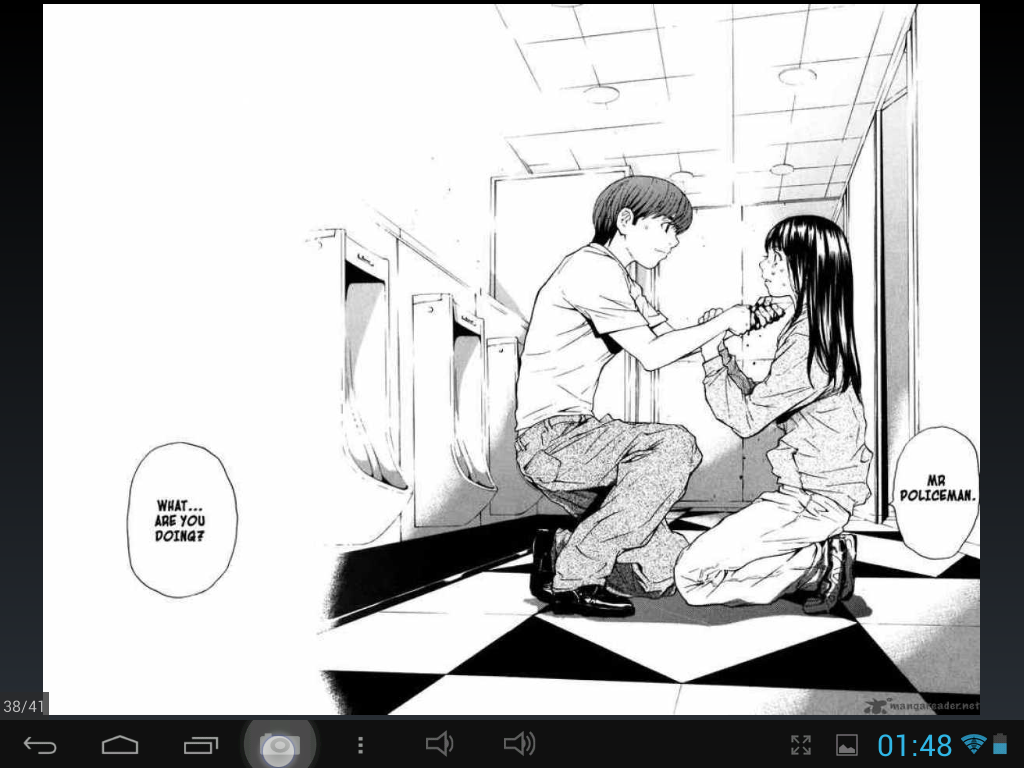 MR
POLICEMAN.
WHAT...
ARE YOU
DOING?
38/41
mangareader.net
01:48